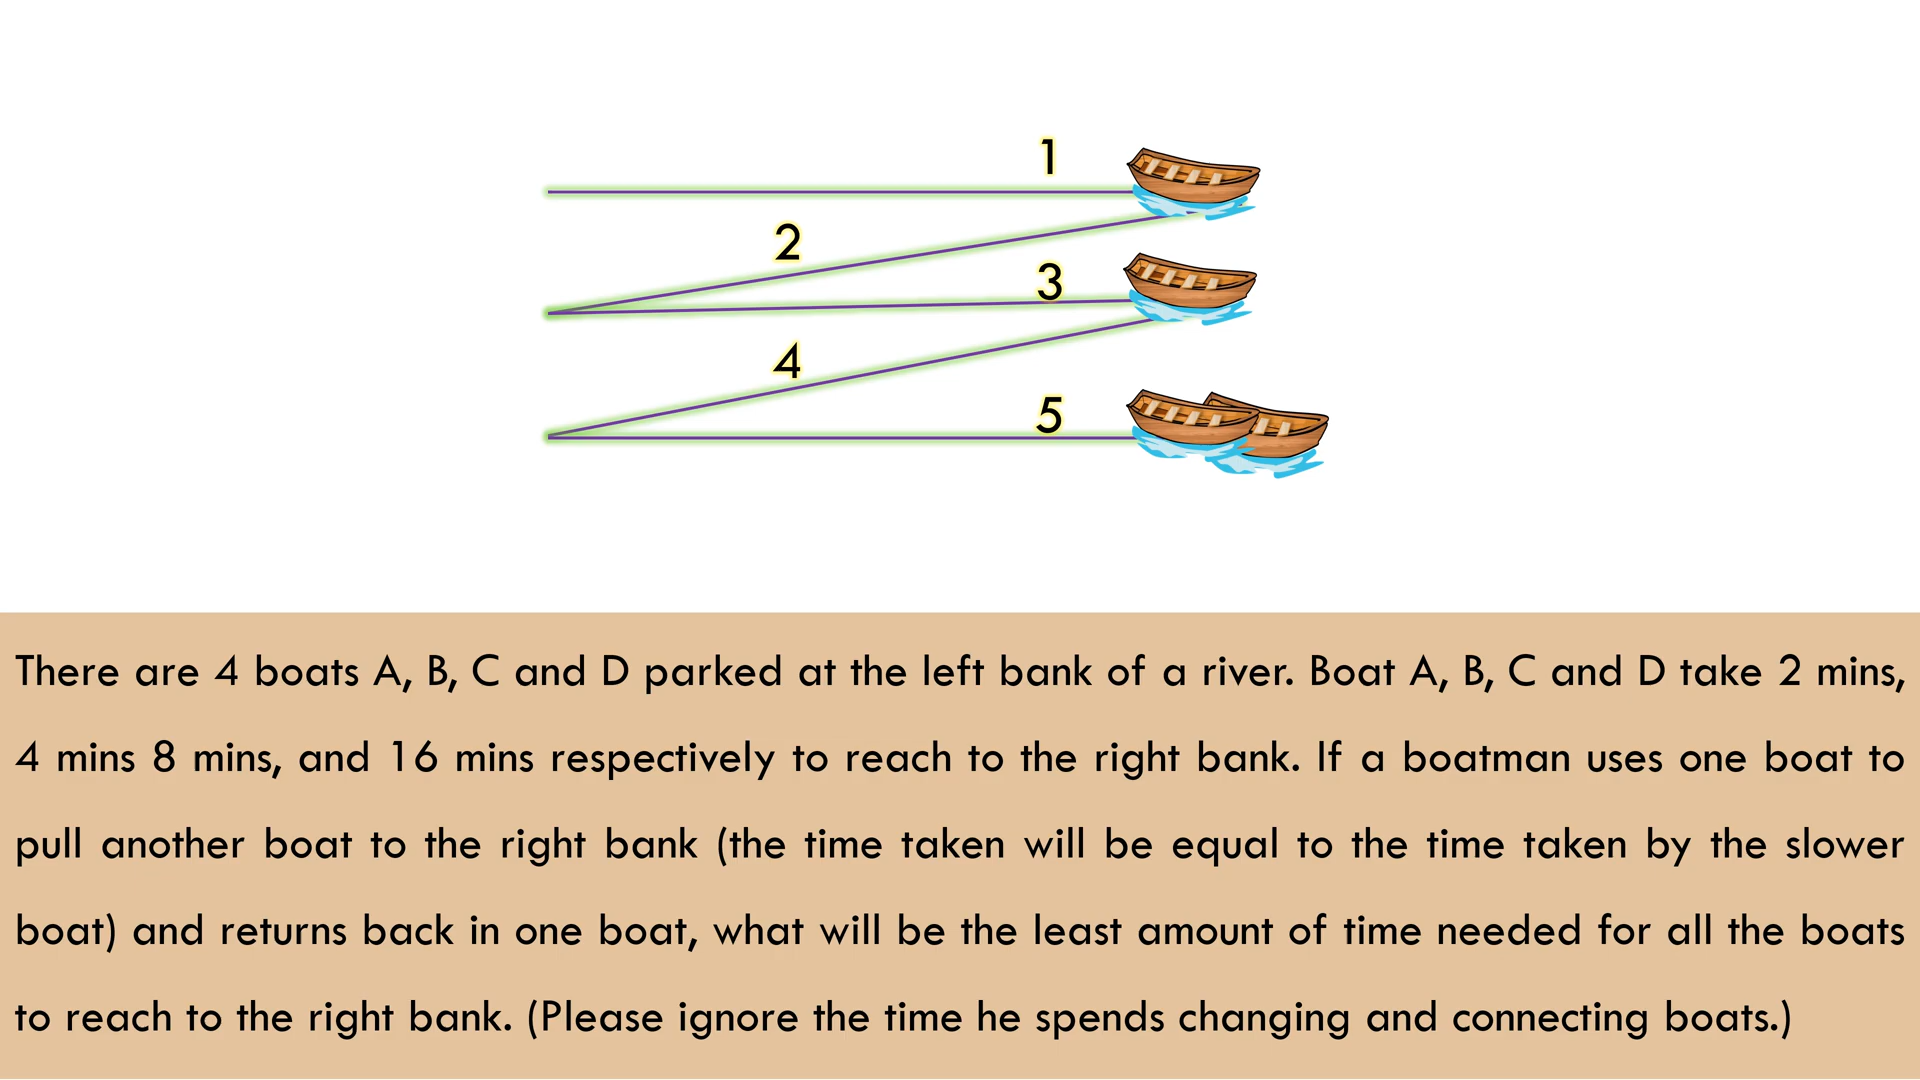 1
2
3
4
5
There are 4 boats A, B, C and D parked at the left bank of a river. Boat A, B, C and D take 2 mins,
4 mins 8 mins, and 16 mins respectively to reach to the right bank. If a boatman uses one boat to
pull another boat to the right bank (the time taken will be equal to the time taken by the slower
boat) and returns back in one boat, what will be the least amount of time needed for all the boats
to reach to the right bank. (Please ignore the time he spends changing and connecting boats.)